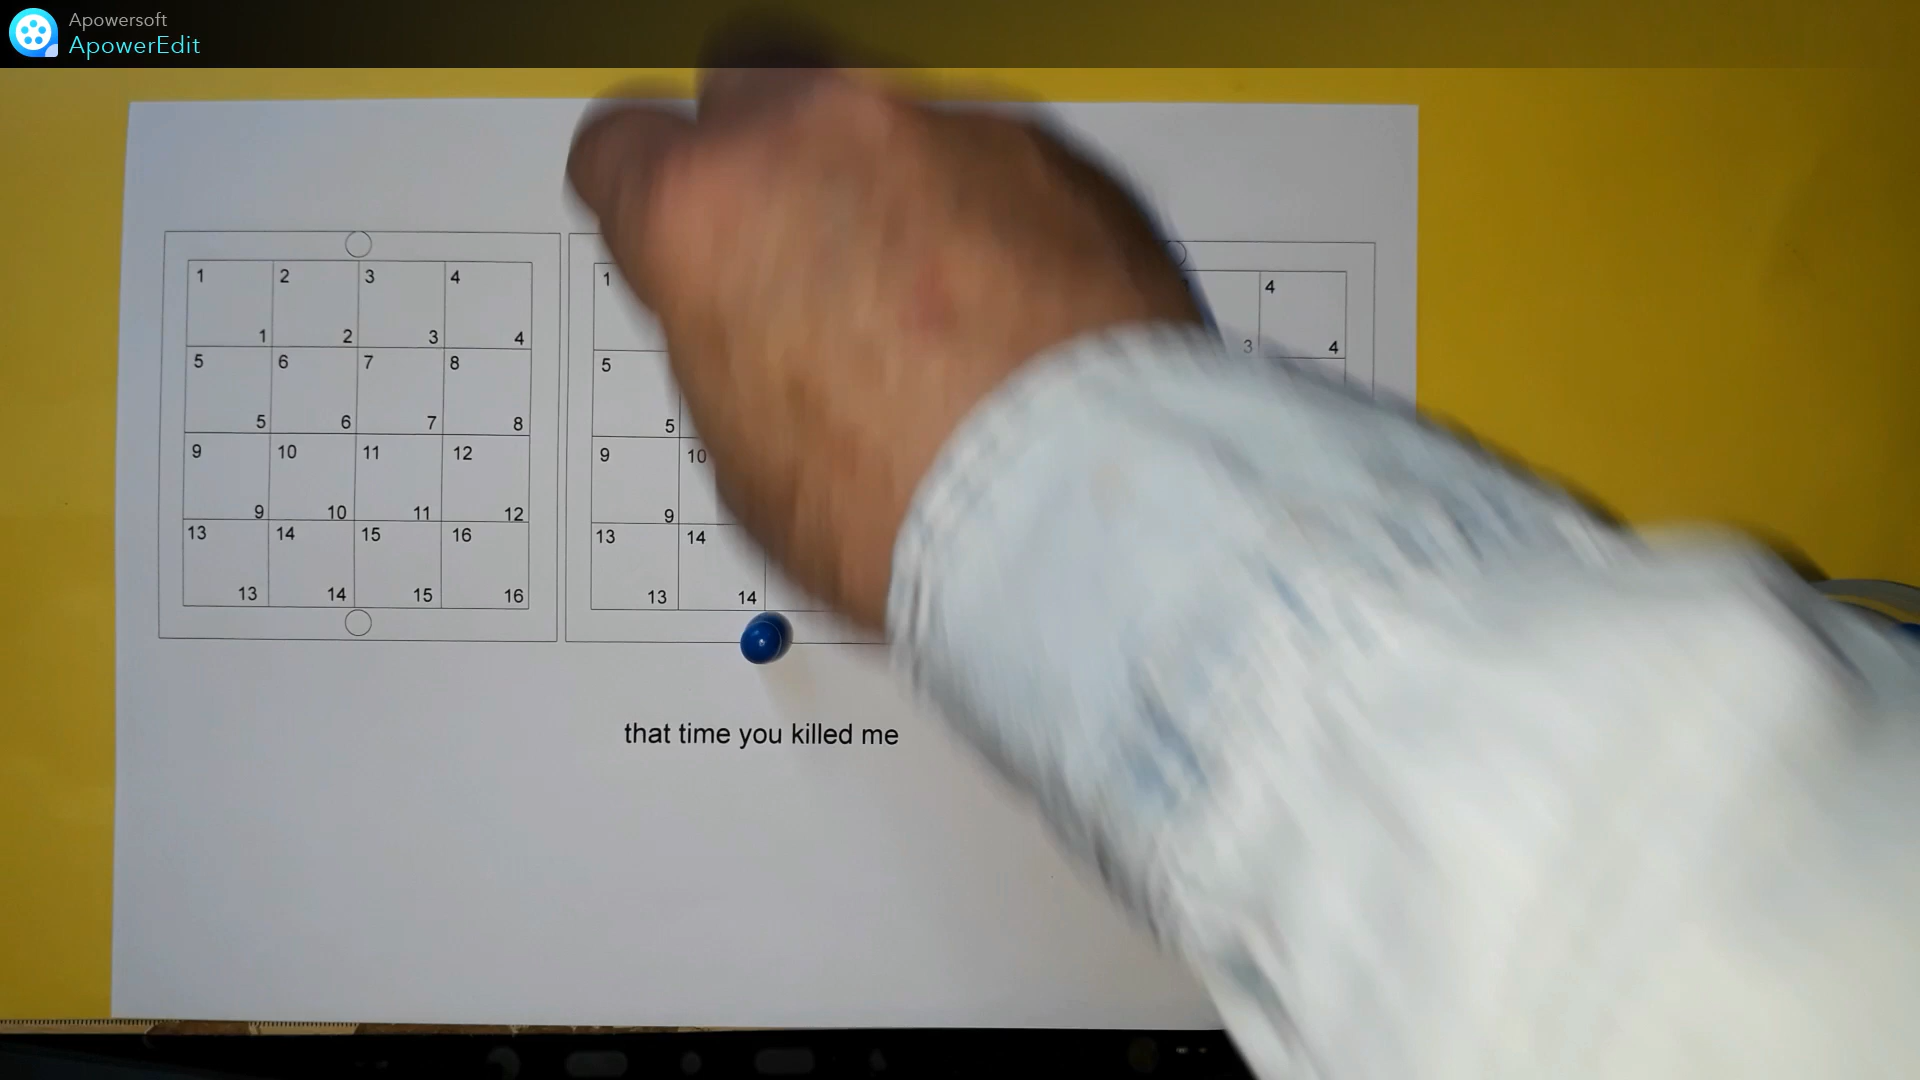 Apowersoft
ApowerEdit
1 2 3 4
1 2 3 4
5 6 7 8
5 6 7 8
9 10 11 12
9 10 11 12
13 14 15 16
13 14 15 16
1
5
5
9 10
9
13 14
13 14
4
3 4
that time you killed me